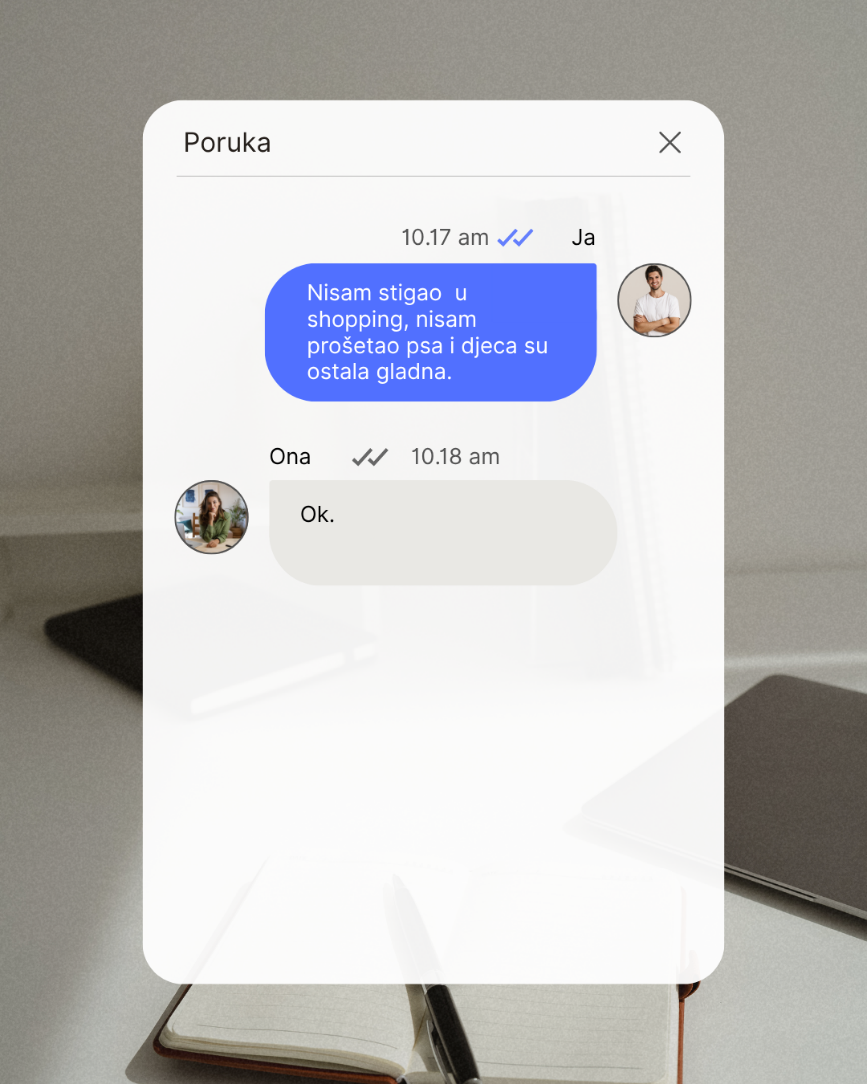 Poruka
10.17 am
Ja
Nisam stigao  u
shopping, nisam
prošetao psa i djeca su
ostala gladna.
Ona
10.18 am
Ok.